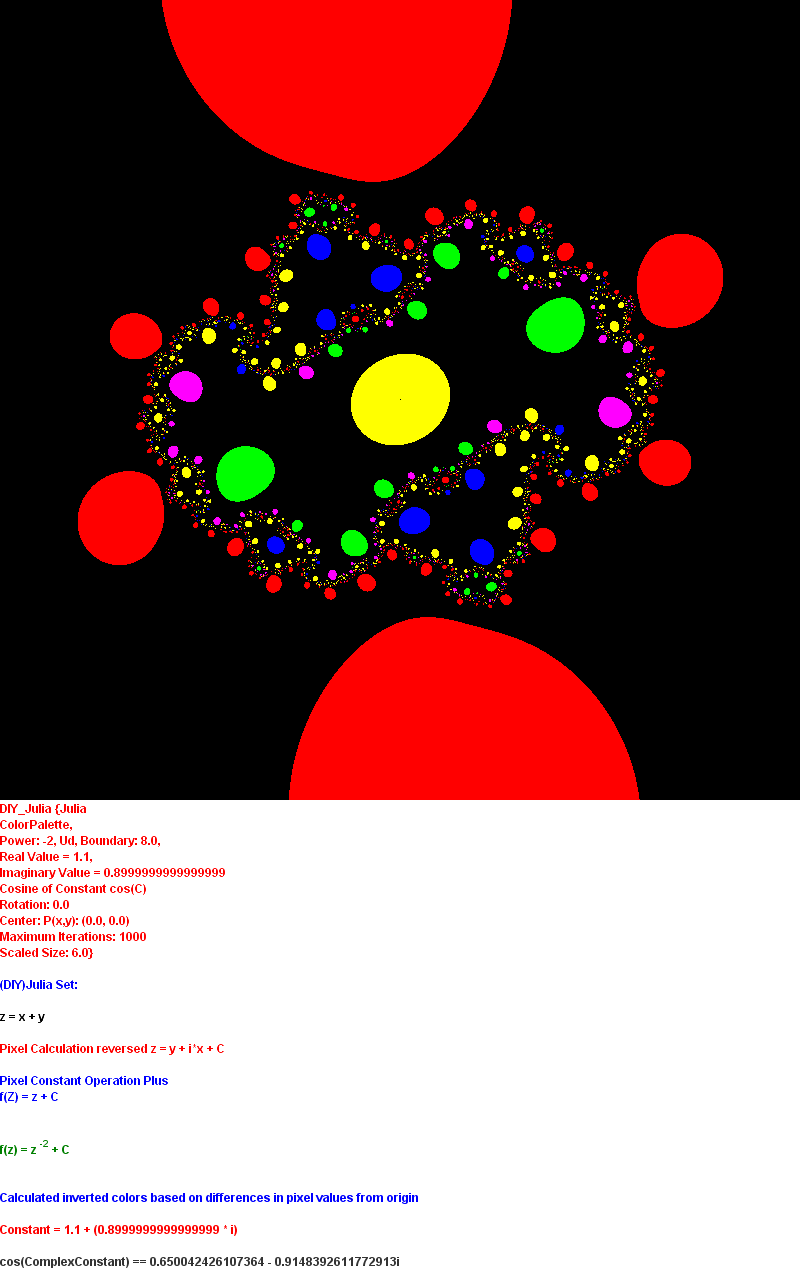 DIY_Julia {Julia
ColorPalette,
Power: -2, Ud, Boundary: 8.0,
Real Value = 1.1,
Imaginary Value = 0.8999999999999999
Cosine of Constant cos(C)
Rotation: 0.0
Center: P(x,y): (0.0, 0.0)
Maximum Iterations: 1000
Scaled Size: 6.0}
(DIY)Julia Set:
z = x + y
Pixel Calculation reversed z = y + i*x + C
Pixel Constant Operation Plus
f(Z) = z + C
f(z) = z -2 + C
Calculated inverted colors based on differences in pixel values from origin
Constant = 1.1 + (0.8999999999999999 * i)
cos(ComplexConstant) == 0.650042426107364 - 0.9148392611772913i